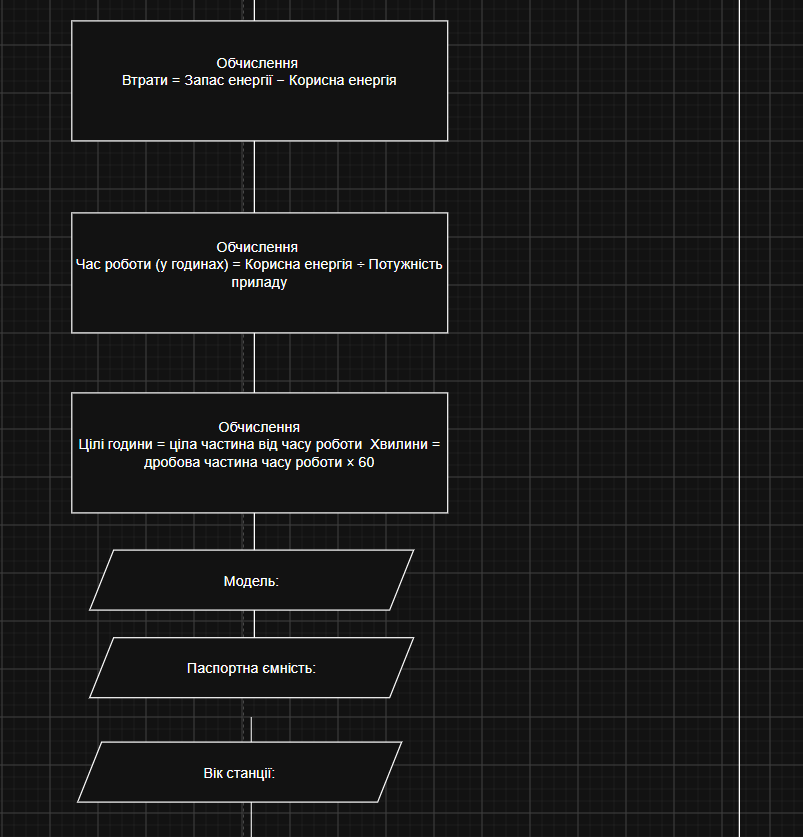 Обчислення
Втрати = Запас енергії − Корисна енергія
Обчислення
Час роботи (у годинах) = Корисна енергія ÷ Потужність
приладу
Обчислення
Цілі години = ціла частина від часу роботи  Хвилини =
дробова частина часу роботи × 60
Модель:
Паспортна ємність:
Вік станції: